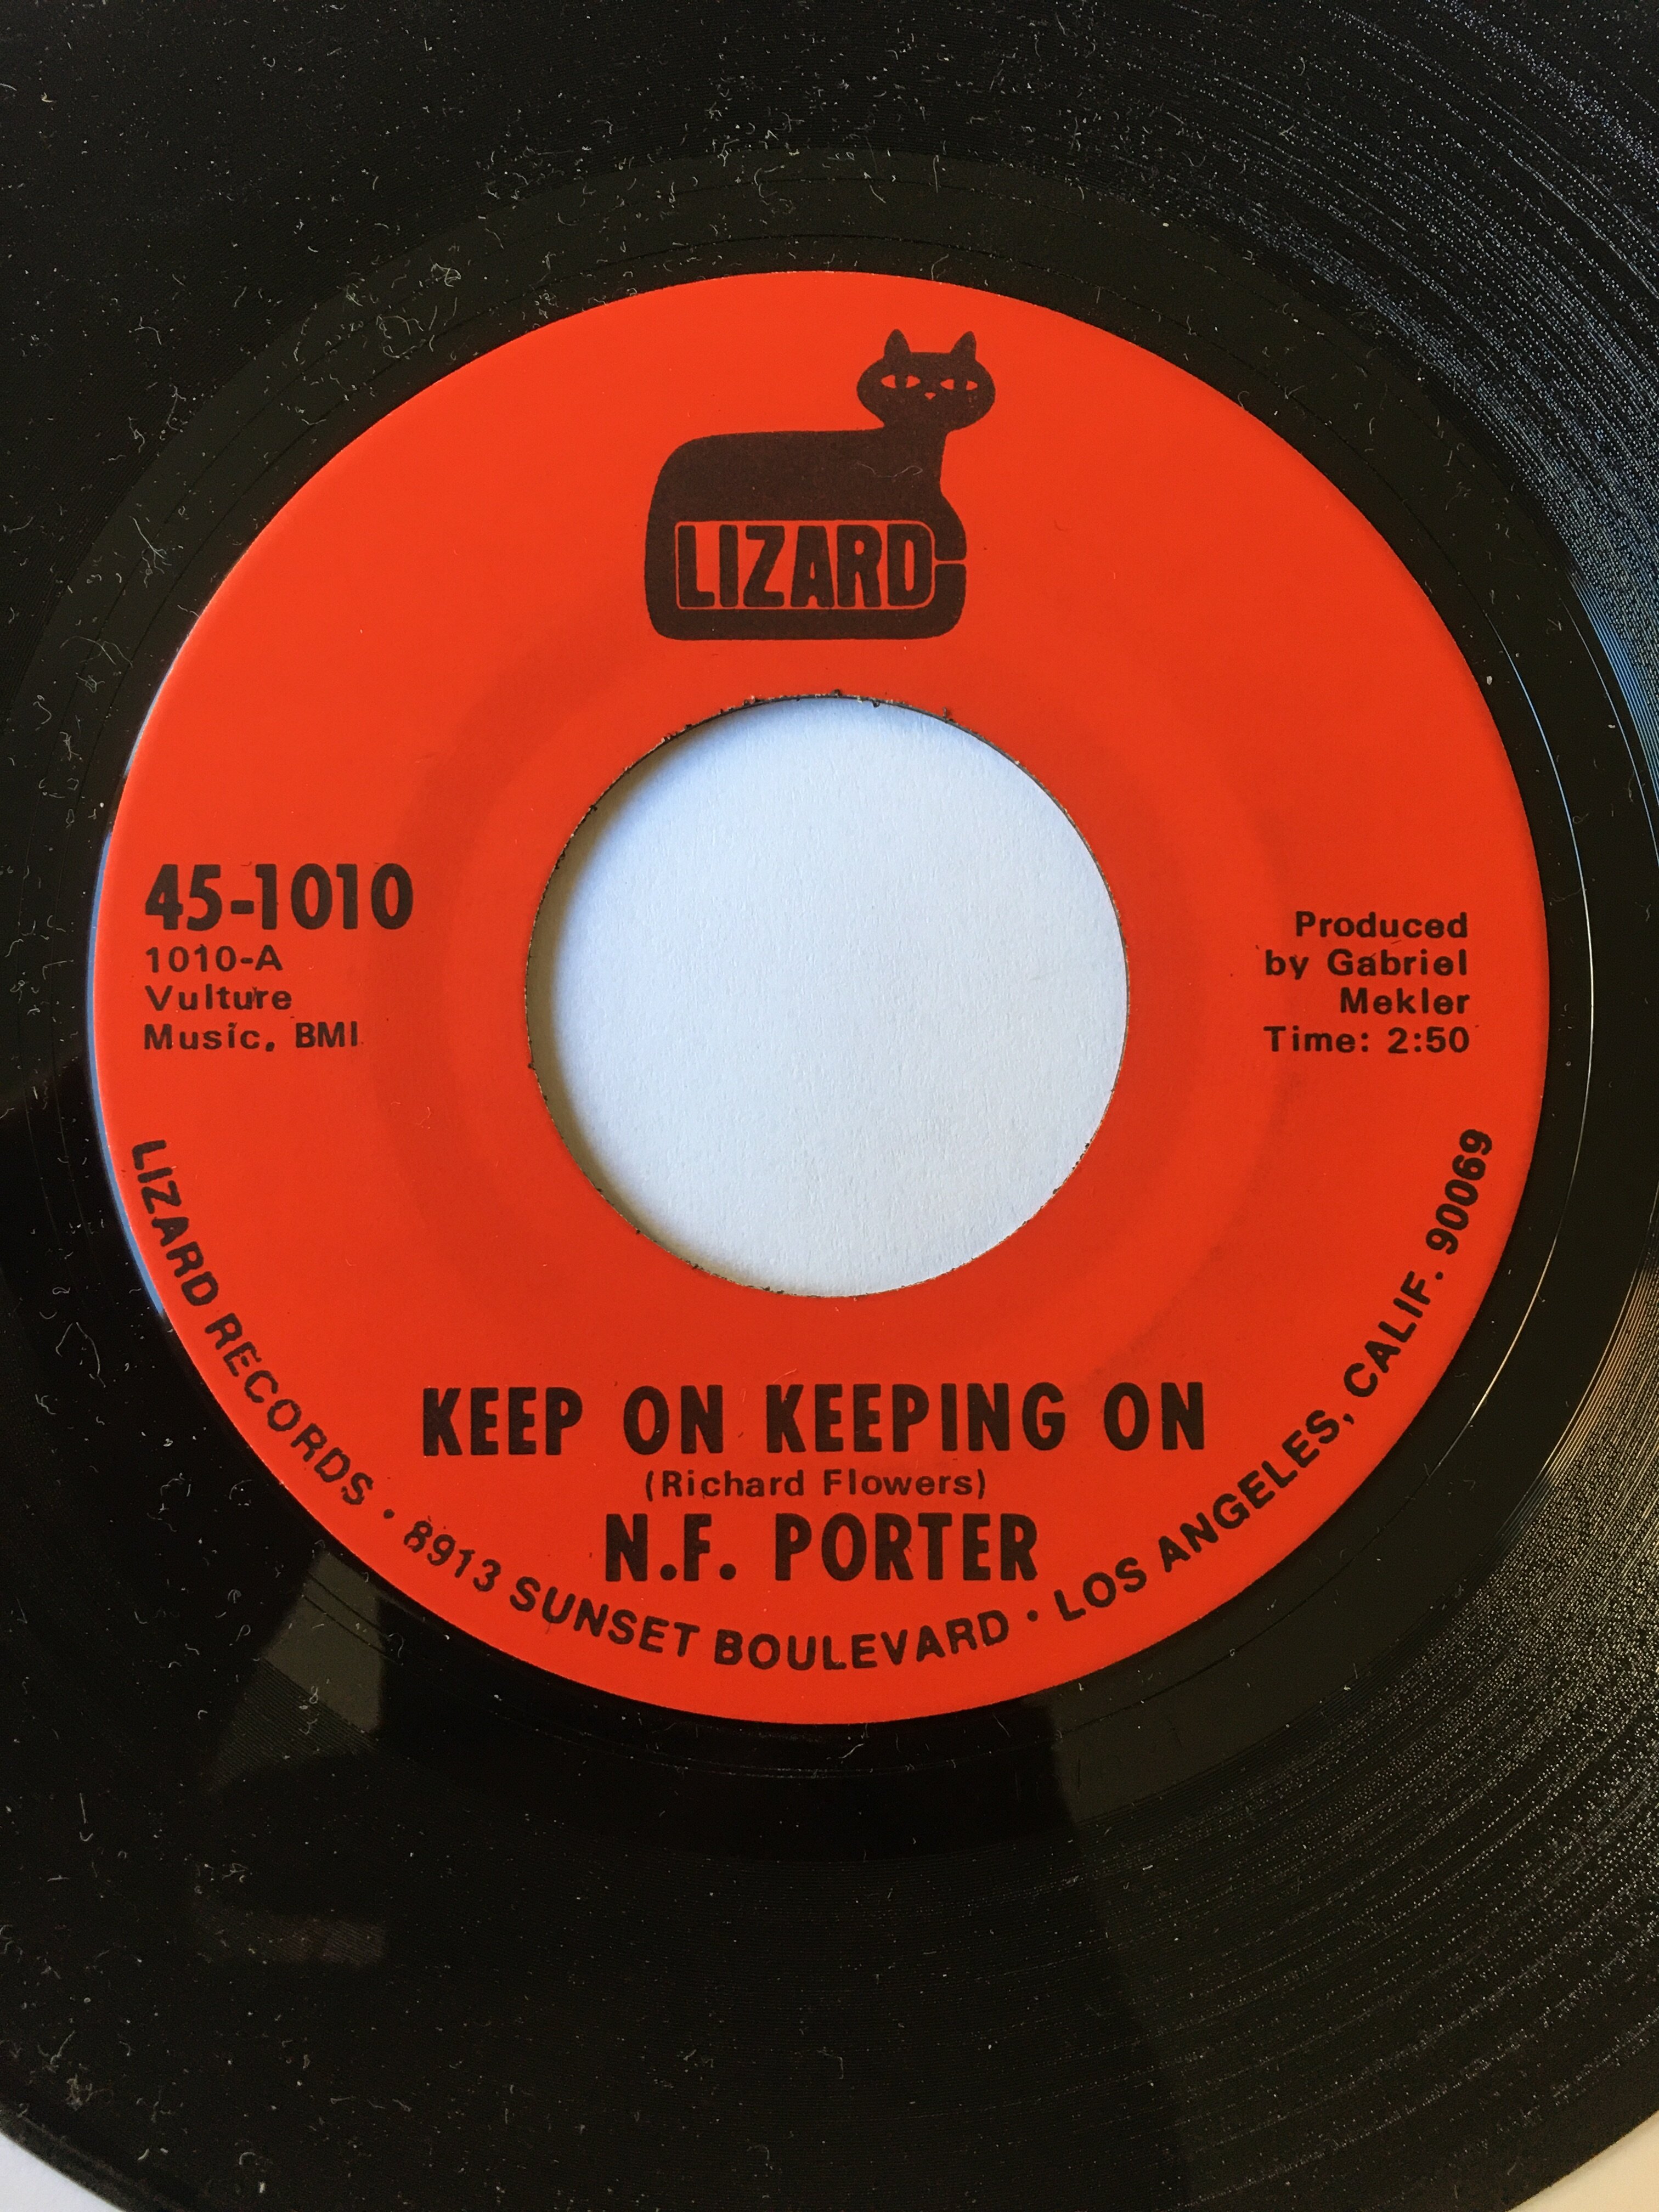 LIZARD
45-1010
1010-A
Vulture
Music, BMI
Produced
by Gabriel
Mekler
Time: 2:50
KEEP ON KEEPING ON
(Richard Flowers)
N.F. PORTER
LIZARD RECORDS · 8913 SUNSET BOULEVARD · LOS ANGELES, CALIF. 90069